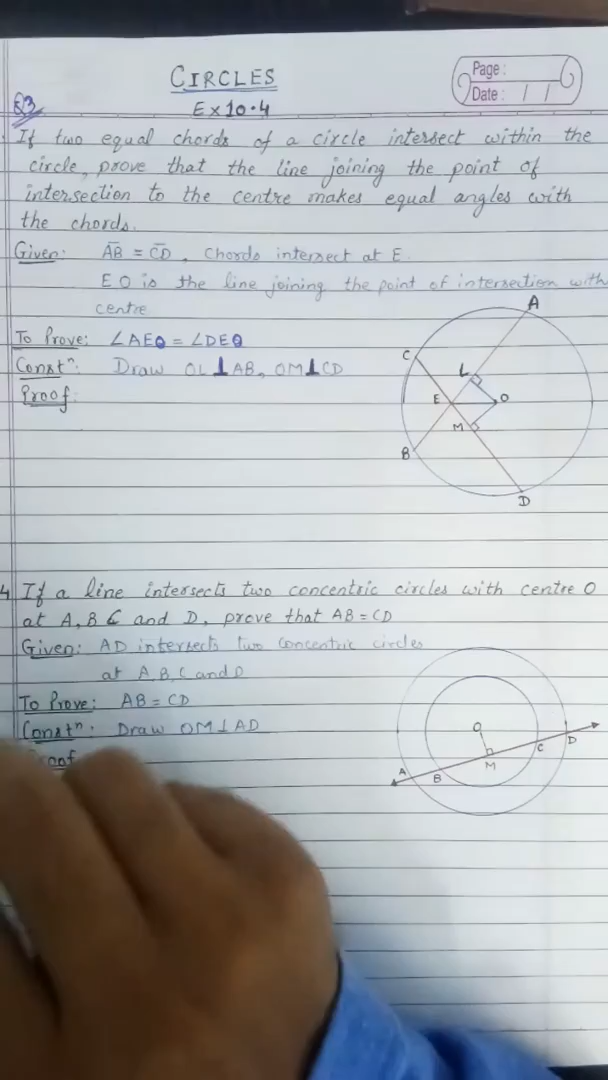 CIRCLES
Page :
Date : / /
Q3
Ex 10.4
If two equal chords of a circle intersect within the
circle, prove that the line joining the point of
intersection to the centre makes equal angles with
the chords.
Given: AB = CD, Chords intersect at E.
EO is the line joining the point of intersection with
centre
To Prove: ∠AEO = ∠DEO
Constⁿ: Draw OL⊥AB, OM⊥CD
Proof:
A
C
L
E
O
M
B
D
4 If a line intersects two concentric circles with centre O
at A, B C and D, prove that AB = CD
Given: AD intersects two concentric circles
at A, B, C and D
To Prove: AB = CD
Constⁿ: Draw OM⊥AD
O
A
B
M
C
D